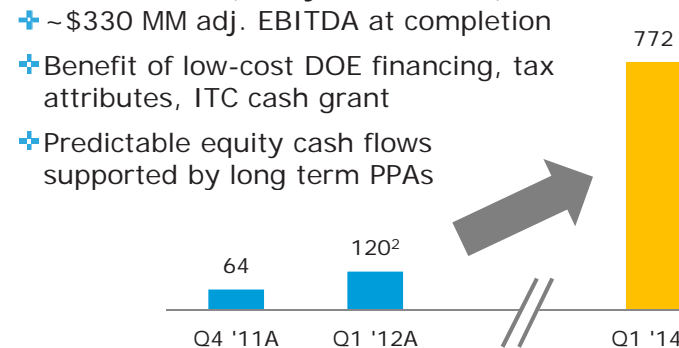 ~$330 MM adj. EBITDA at completion
Benefit of low-cost DOE financing, tax
attributes, ITC cash grant
Predictable equity cash flows
supported by long term PPAs
772
120²
64
Q4 '11A Q1 '12A Q1 '14